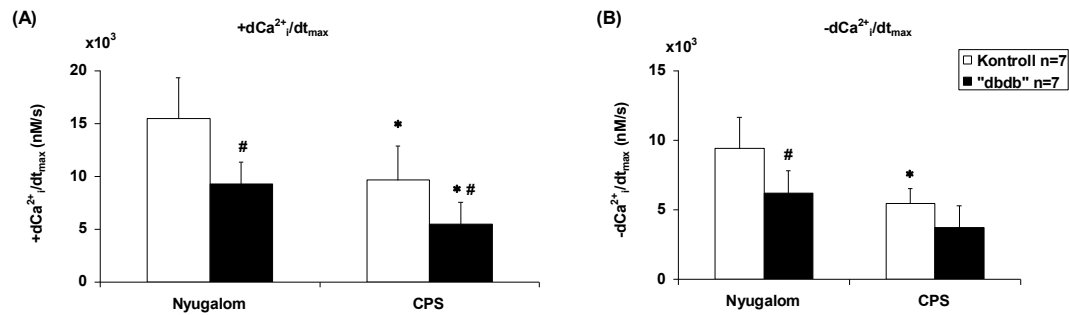 (A)
+dCa²⁺ᵢ/dtₘₐₓ
x10³
20
15
10
5
0
+dCa²⁺ᵢ/dtₘₐₓ (nM/s)
#
*
* #
Nyugalom
CPS
(B)
-dCa²⁺ᵢ/dtₘₐₓ
x10³
Kontroll n=7
"dbdb" n=7
15
10
5
0
-dCa²⁺ᵢ/dtₘₐₓ (nM/s)
#
*
Nyugalom
CPS